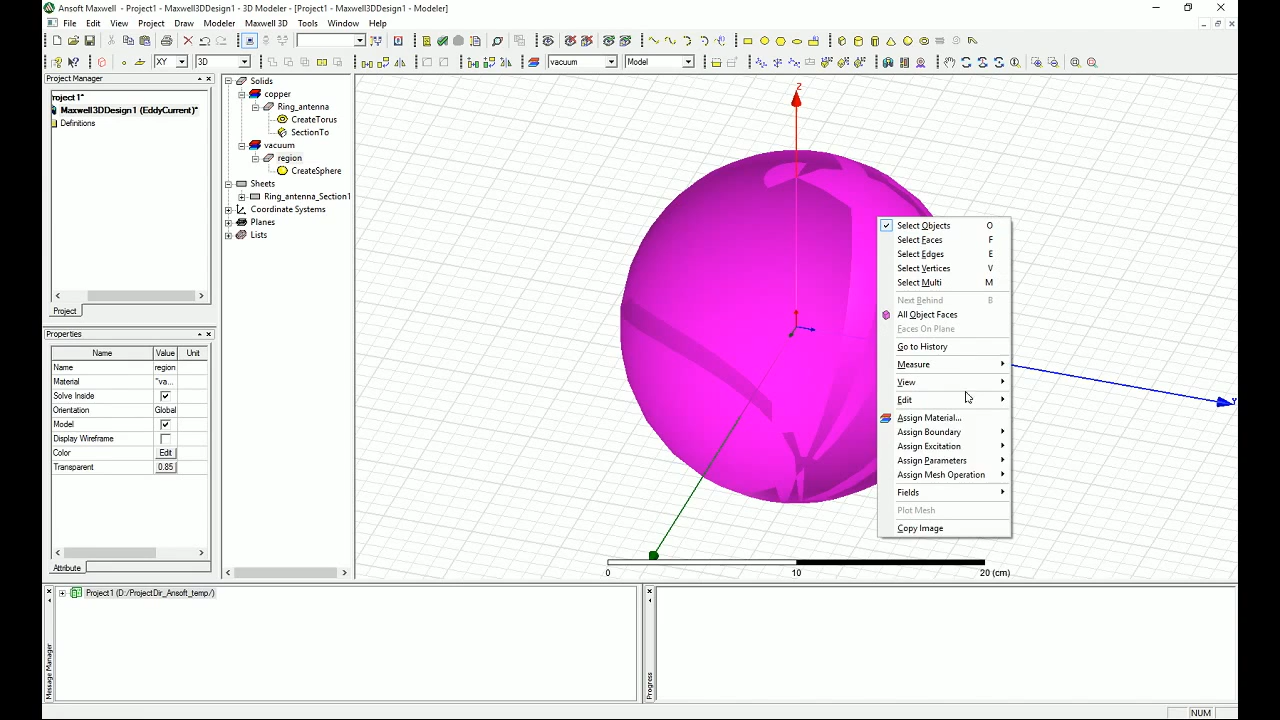 Ansoft Maxwell - Project1 - Maxwell3DDesign1 - 3D Modeler - [Project1 - Maxwell3DDesign1 - Modeler]
File Edit View Project Draw Modeler Maxwell 3D Tools Window Help
XY 3D vacuum Model
Project Manager
roject 1*
Maxwell3DDesign1 (EddyCurrent)*
Definitions
Project
Properties
Name Value Unit
Name region
Material "va...
Solve Inside
Orientation Global
Model
Display Wireframe
Color Edit
Transparent 0.85
Attribute
Solids
copper
Ring_antenna
CreateTorus
SectionTo
vacuum
region
CreateSphere
Sheets
Ring_antenna_Section1
Coordinate Systems
Planes
Lists
Z
Y
0 10 20 (cm)
Select Objects O
Select Faces F
Select Edges E
Select Vertices V
Select Multi M
Next Behind B
All Object Faces
Faces On Plane
Go to History
Measure
View
Edit
Assign Material...
Assign Boundary
Assign Excitation
Assign Parameters
Assign Mesh Operation
Fields
Plot Mesh
Copy Image
Message Manager
Project1 (D:/ProjectDir_Ansoft_temp/)
Progress
NUM